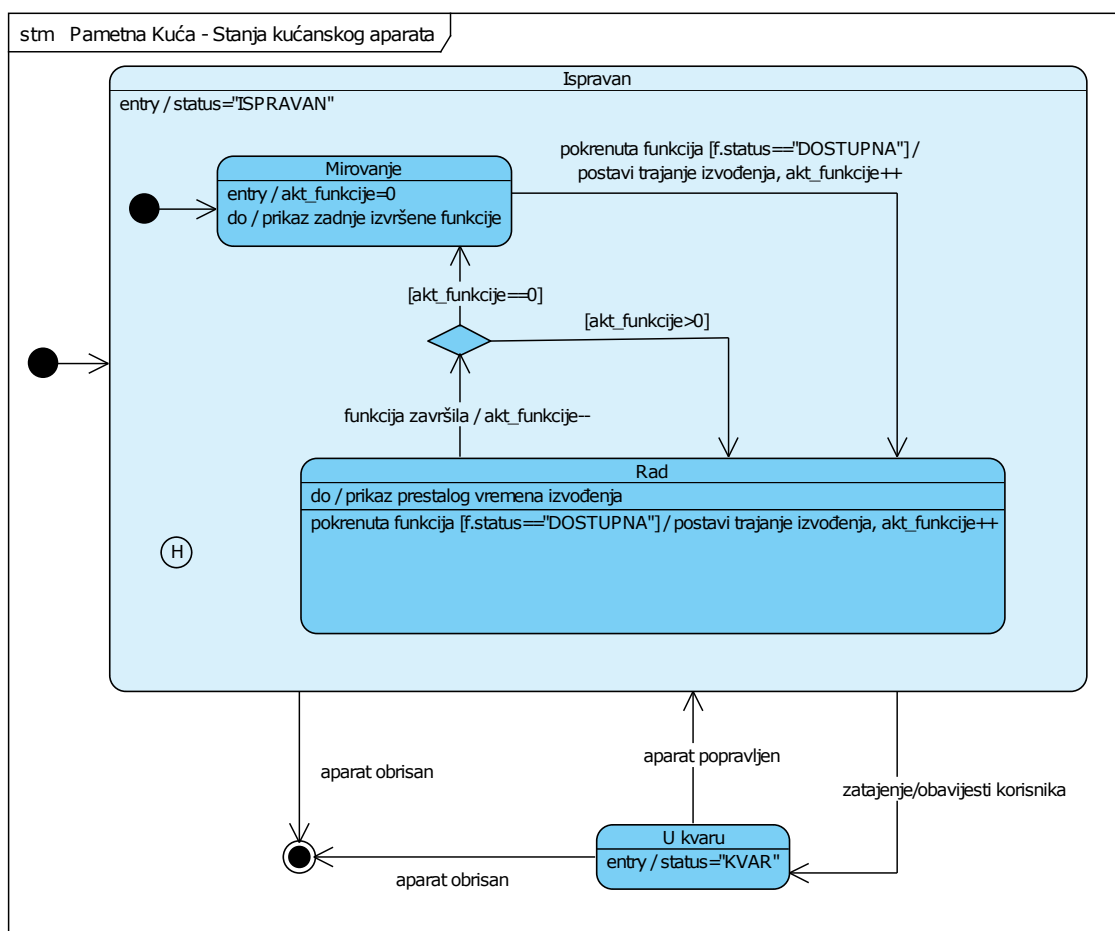 stm Pametna Kuća - Stanja kućanskog aparata
Ispravan
entry / status="ISPRAVAN"
Mirovanje
entry / akt_funkcije=0
do / prikaz zadnje izvršene funkcije
pokrenuta funkcija [f.status=="DOSTUPNA"] /
postavi trajanje izvođenja, akt_funkcije++
[akt_funkcije==0]
[akt_funkcije>0]
funkcija završila / akt_funkcije--
Rad
do / prikaz prestalog vremena izvođenja
pokrenuta funkcija [f.status=="DOSTUPNA"] / postavi trajanje izvođenja, akt_funkcije++
H
aparat obrisan
aparat popravljen
zatajenje/obavijesti korisnika
U kvaru
entry / status="KVAR"
aparat obrisan